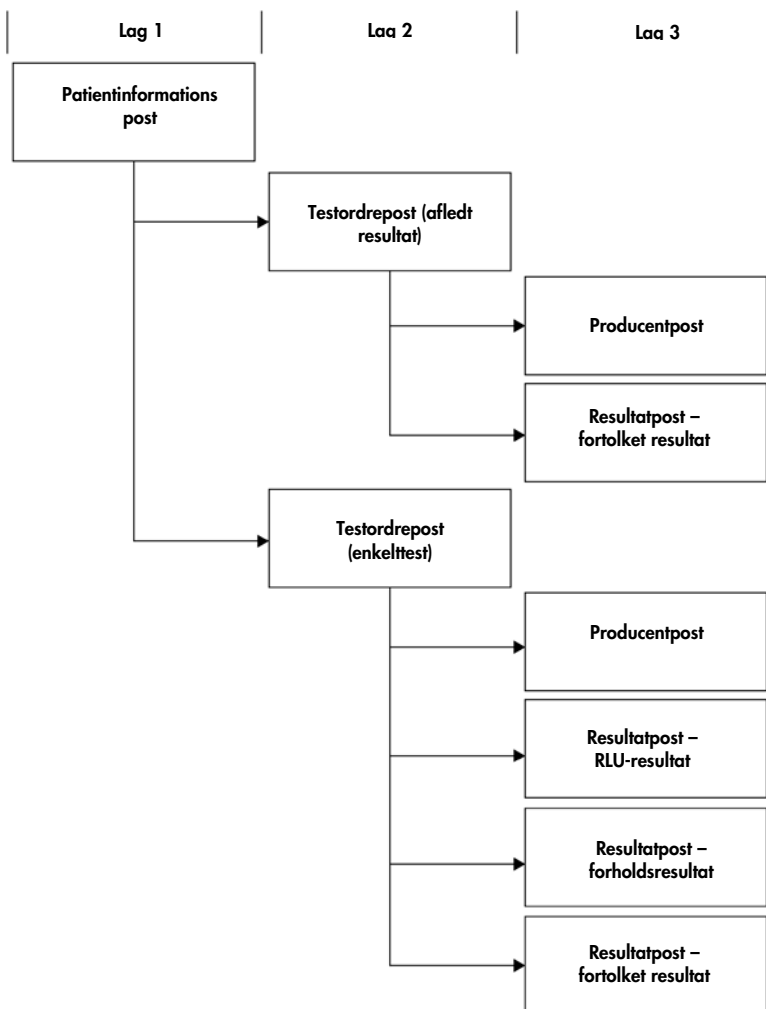 Lag 1
Lag 2
Lag 3
Patientinformations
post
Testordrepost (afledt
resultat)
Producentpost
Resultatpost –
fortolket resultat
Testordrepost
(enkelttest)
Producentpost
Resultatpost –
RLU-resultat
Resultatpost –
forholdsresultat
Resultatpost –
fortolket resultat